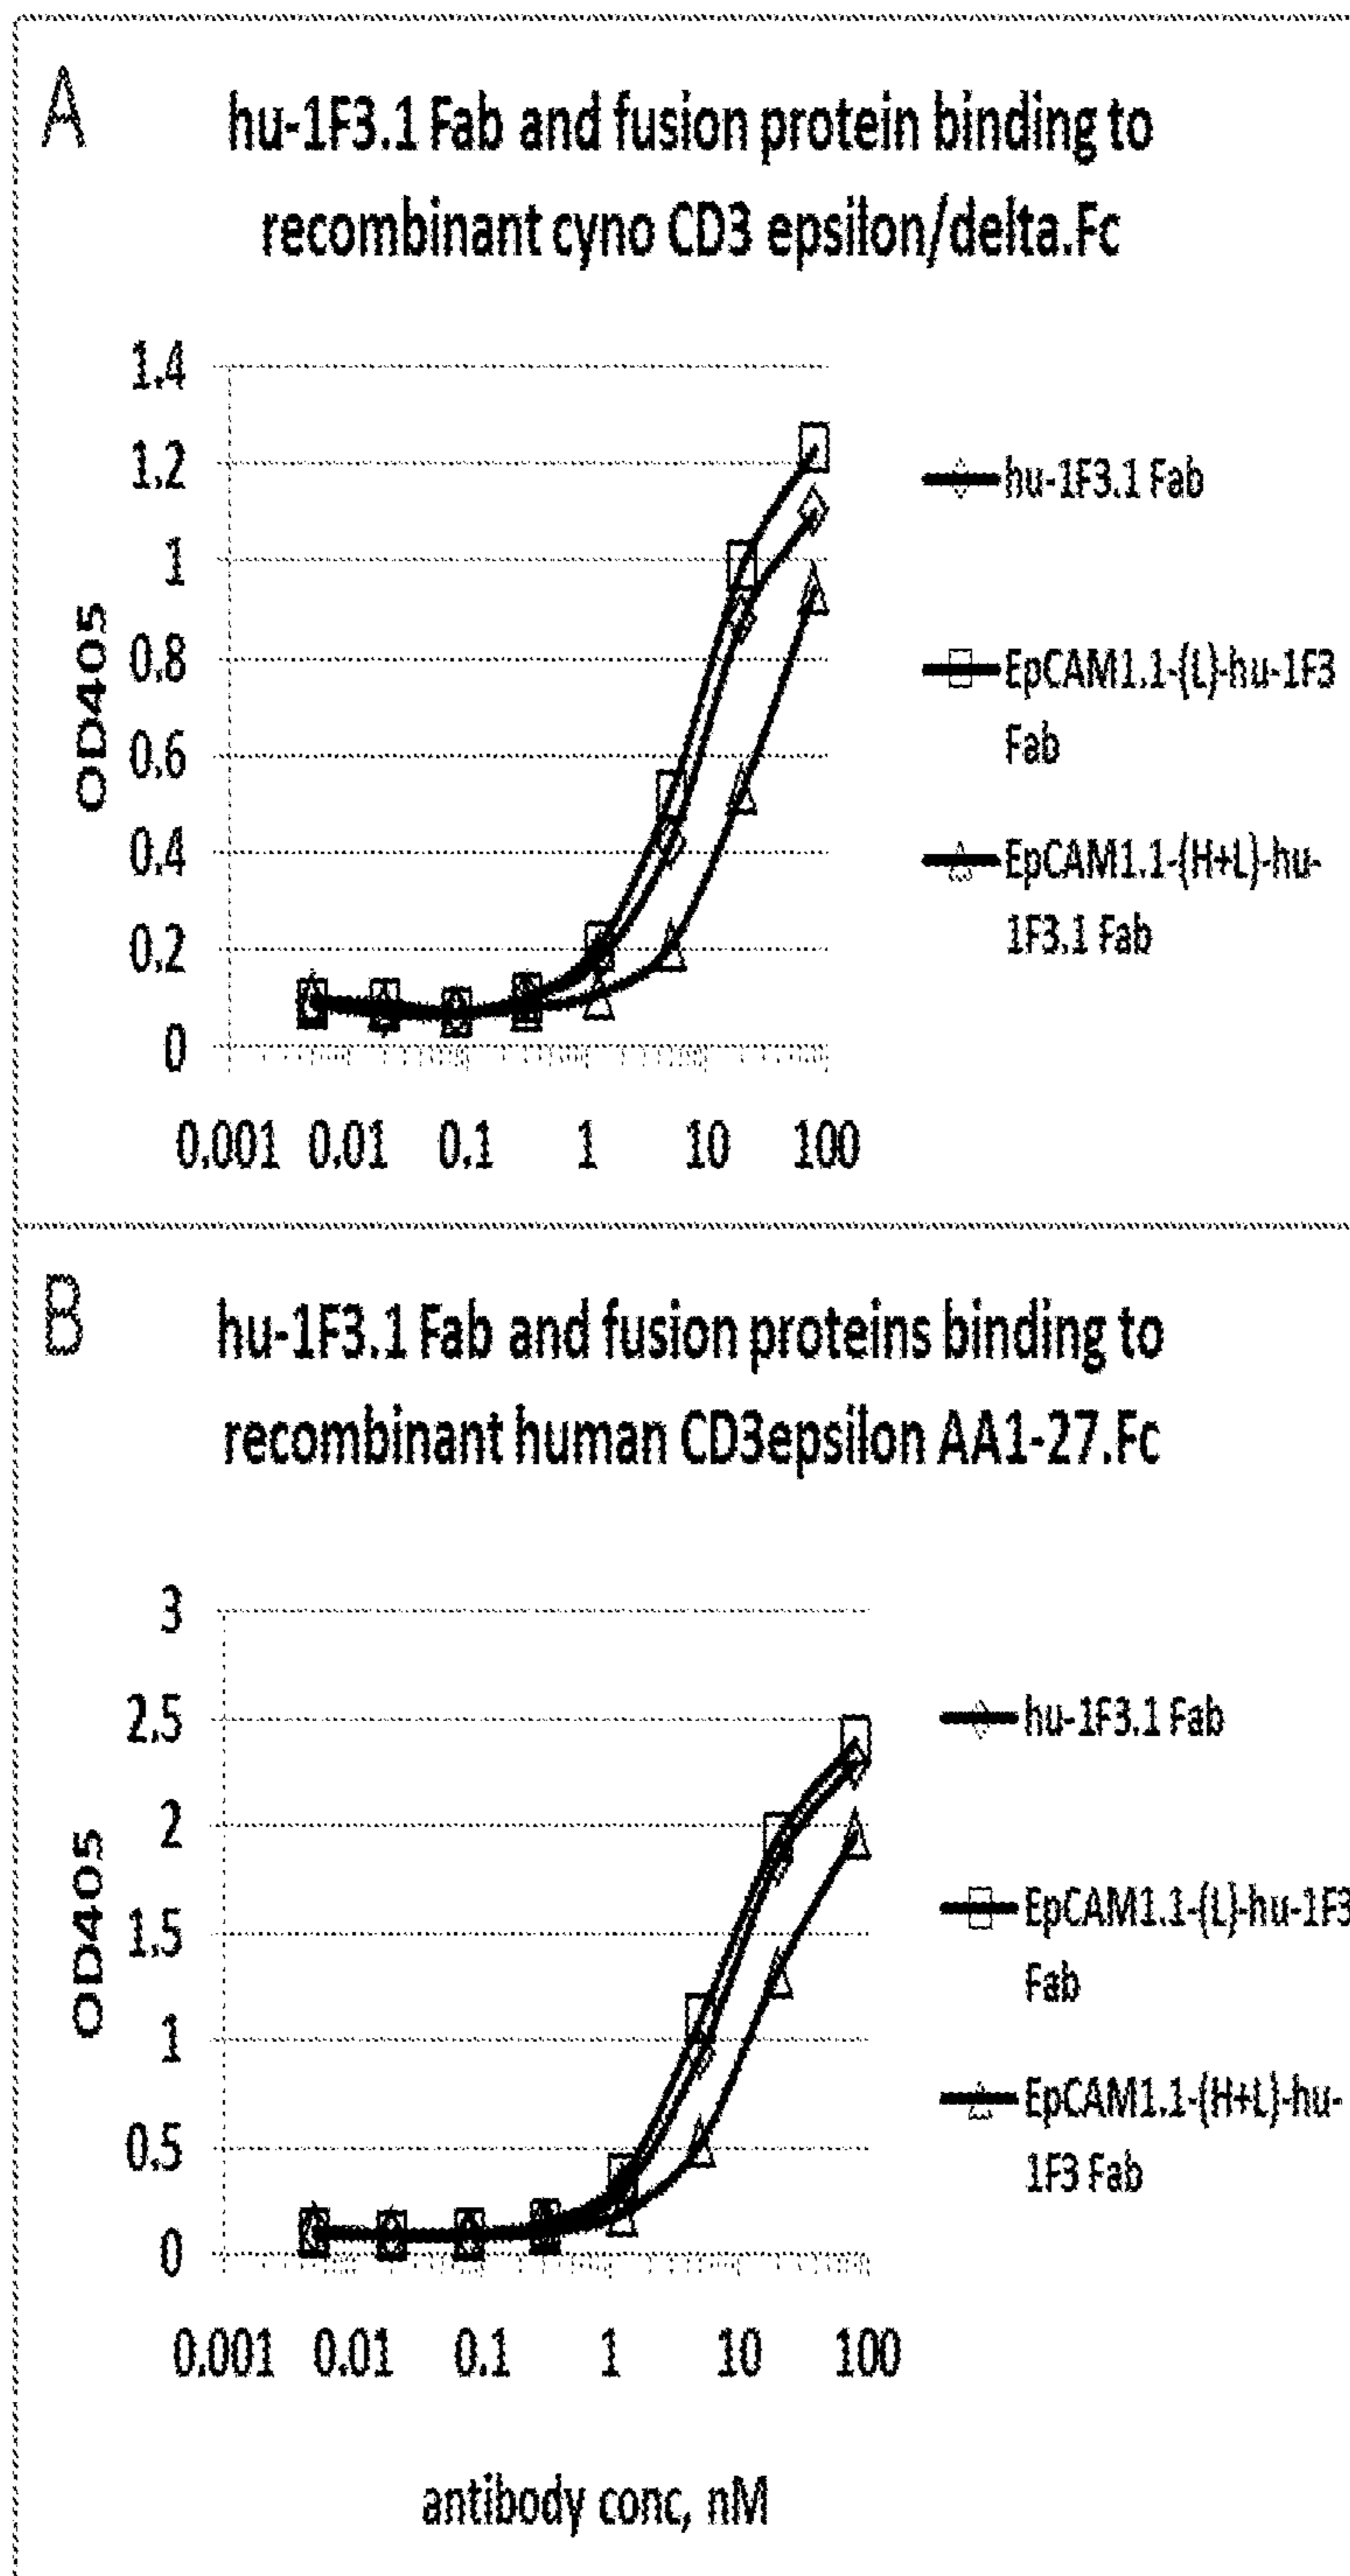 A
hu-1F3.1 Fab and fusion protein binding to
recombinant cyno CD3 epsilon/delta.Fc
1.4
1.2
1
0.8
0.6
0.4
0.2
0
OD405
0.001 0.01 0.1 1 10 100
hu-1F3.1 Fab
EpCAM1.1-(L)-hu-1F3
Fab
EpCAM1.1-(H+L)-hu-
1F3.1 Fab
B
hu-1F3.1 Fab and fusion proteins binding to
recombinant human CD3epsilon AA1-27.Fc
3
2.5
2
1.5
1
0.5
0
OD405
0.001 0.01 0.1 1 10 100
antibody conc, nM
hu-1F3.1 Fab
EpCAM1.1-(L)-hu-1F3
Fab
EpCAM1.1-(H+L)-hu-
1F3 Fab